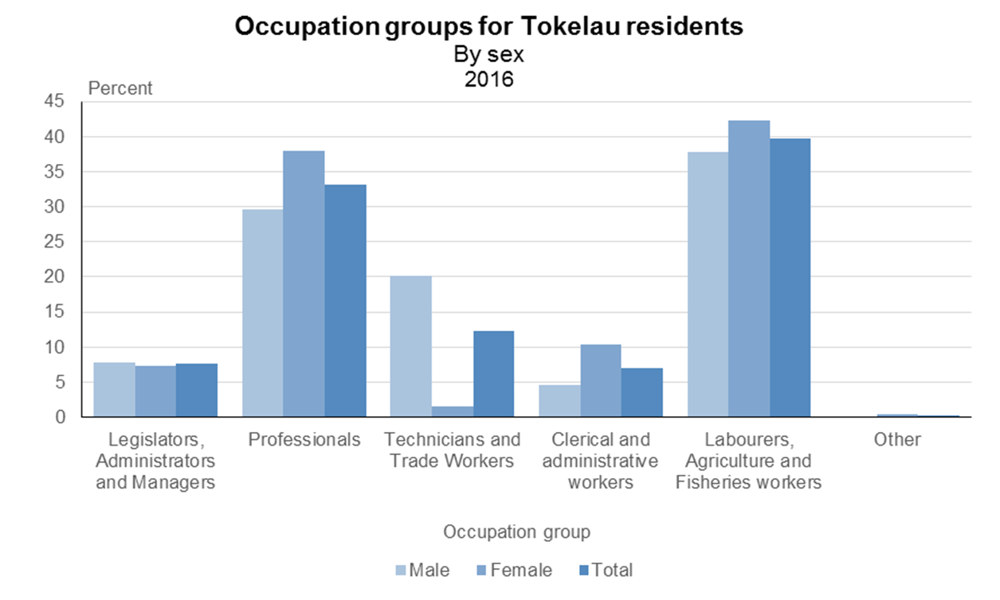 Occupation groups for Tokelau residents
By sex
2016
Percent
45
40
35
30
25
20
15
10
5
0
Legislators,
Administrators
and Managers
Professionals
Technicians and
Trade Workers
Clerical and
administrative
workers
Labourers,
Agriculture and
Fisheries workers
Other
Occupation group
Male Female Total